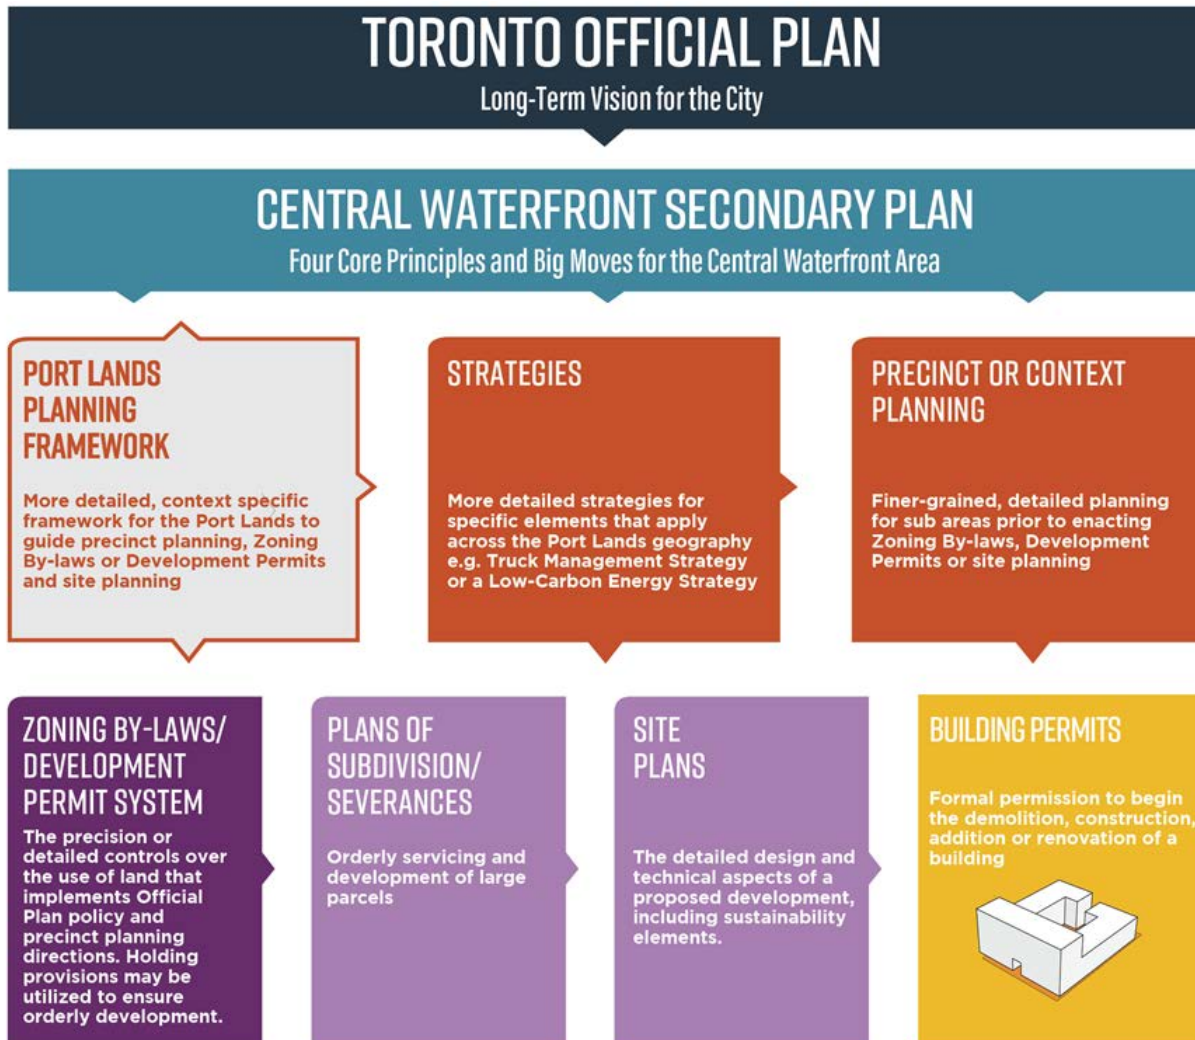 TORONTO OFFICIAL PLAN
Long-Term Vision for the City
CENTRAL WATERFRONT SECONDARY PLAN
Four Core Principles and Big Moves for the Central Waterfront Area
PORT LANDS
PLANNING
FRAMEWORK
More detailed, context specific
framework for the Port Lands to
guide precinct planning, Zoning
By-laws or Development Permits
and site planning
STRATEGIES
More detailed strategies for
specific elements that apply
across the Port Lands geography
e.g. Truck Management Strategy
or a Low-Carbon Energy Strategy
PRECINCT OR CONTEXT
PLANNING
Finer-grained, detailed planning
for sub areas prior to enacting
Zoning By-laws, Development
Permits or site planning
ZONING BY-LAWS/
DEVELOPMENT
PERMIT SYSTEM
The precision or
detailed controls over
the use of land that
implements Official
Plan policy and
precinct planning
directions. Holding
provisions may be
utilized to ensure
orderly development.
PLANS OF
SUBDIVISION/
SEVERANCES
Orderly servicing and
development of large
parcels
SITE
PLANS
The detailed design and
technical aspects of a
proposed development,
including sustainability
elements.
BUILDING PERMITS
Formal permission to begin
the demolition, construction,
addition or renovation of a
building